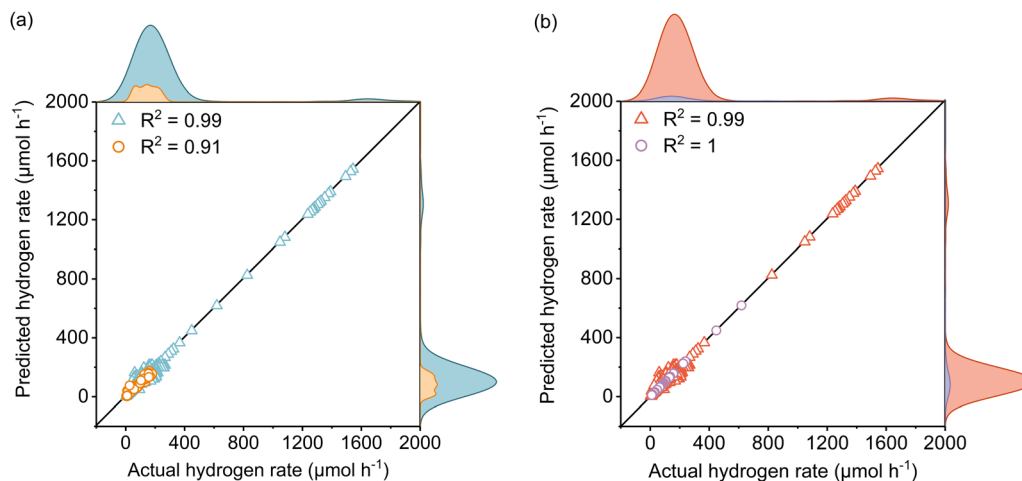 (a)
2000
1600
1200
800
400
0
Predicted hydrogen rate (µmol h⁻¹)
R² = 0.99
R² = 0.91
0 400 800 1200 1600 2000
Actual hydrogen rate (µmol h⁻¹)
(b)
2000
1600
1200
800
400
0
Predicted hydrogen rate (µmol h⁻¹)
R² = 0.99
R² = 1
0 400 800 1200 1600 2000
Actual hydrogen rate (µmol h⁻¹)